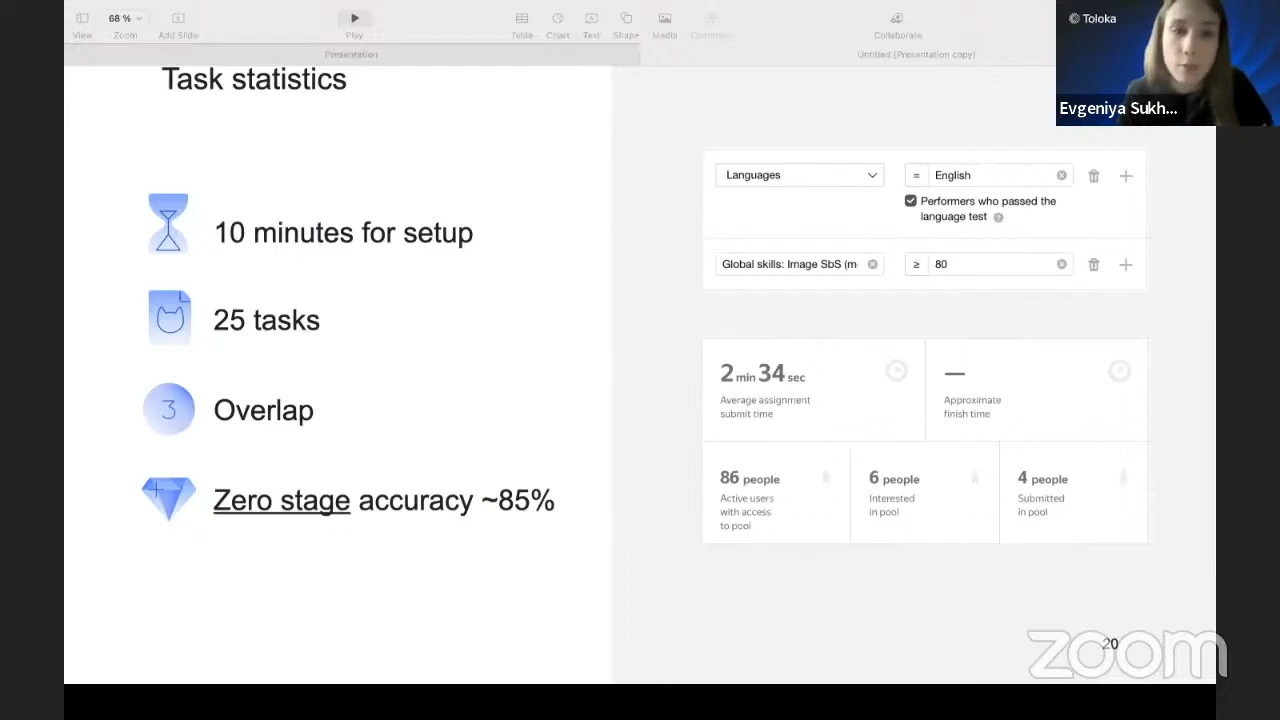 68 %
View
Zoom
Add Slide
Play
Table
Chart
Text
Shape
Media
Comment
Collaborate
Presentation
Untitled (Presentation copy)
Toloka
Evgeniya Sukh...
Task statistics
10 minutes for setup
25 tasks
3
Overlap
Zero stage accuracy ~85%
Languages
=
English
Performers who passed the
language test
?
Global skills: Image SbS (m
≥
80
2 min 34 sec
Average assignment
submit time
—
Approximate
finish time
86 people
Active users
with access
to pool
6 people
Interested
in pool
4 people
Submitted
in pool
20
zoom